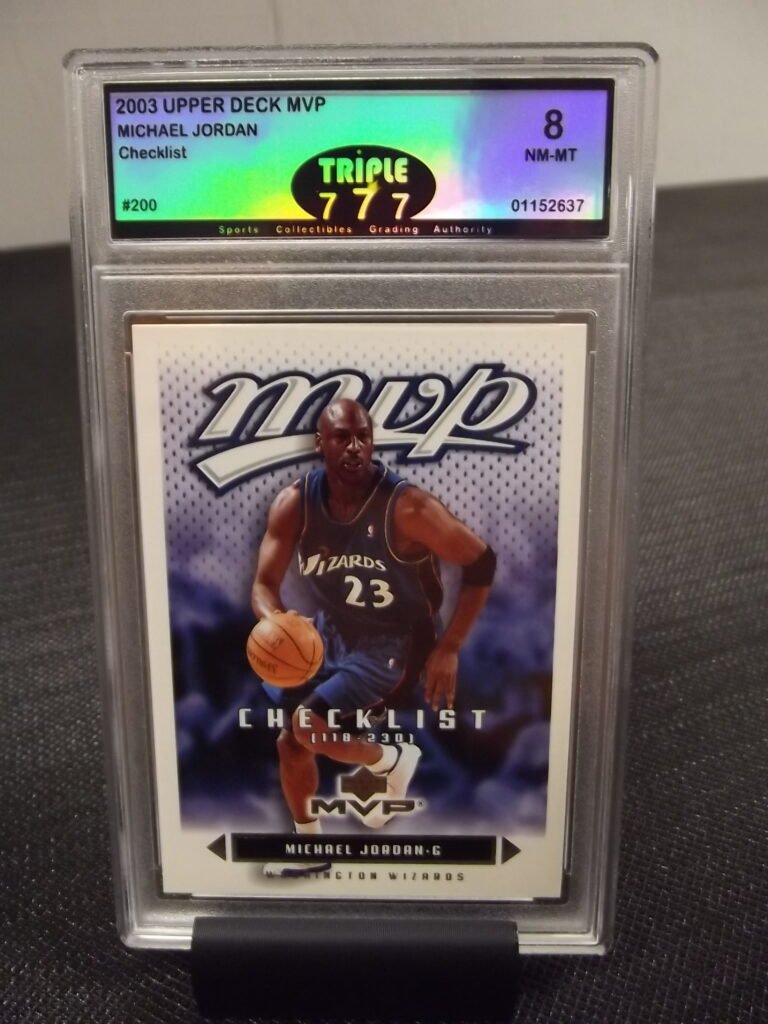 2003 UPPER DECK MVP
MICHAEL JORDAN
Checklist
#200
8
NM-MT
01152637
TRiPLE
777
Sports Collectibles Grading Authority
mvp
WIZARDS
23
CHECKLIST
(118-230)
MVP®
MICHAEL JORDAN·G
WASHINGTON WIZARDS